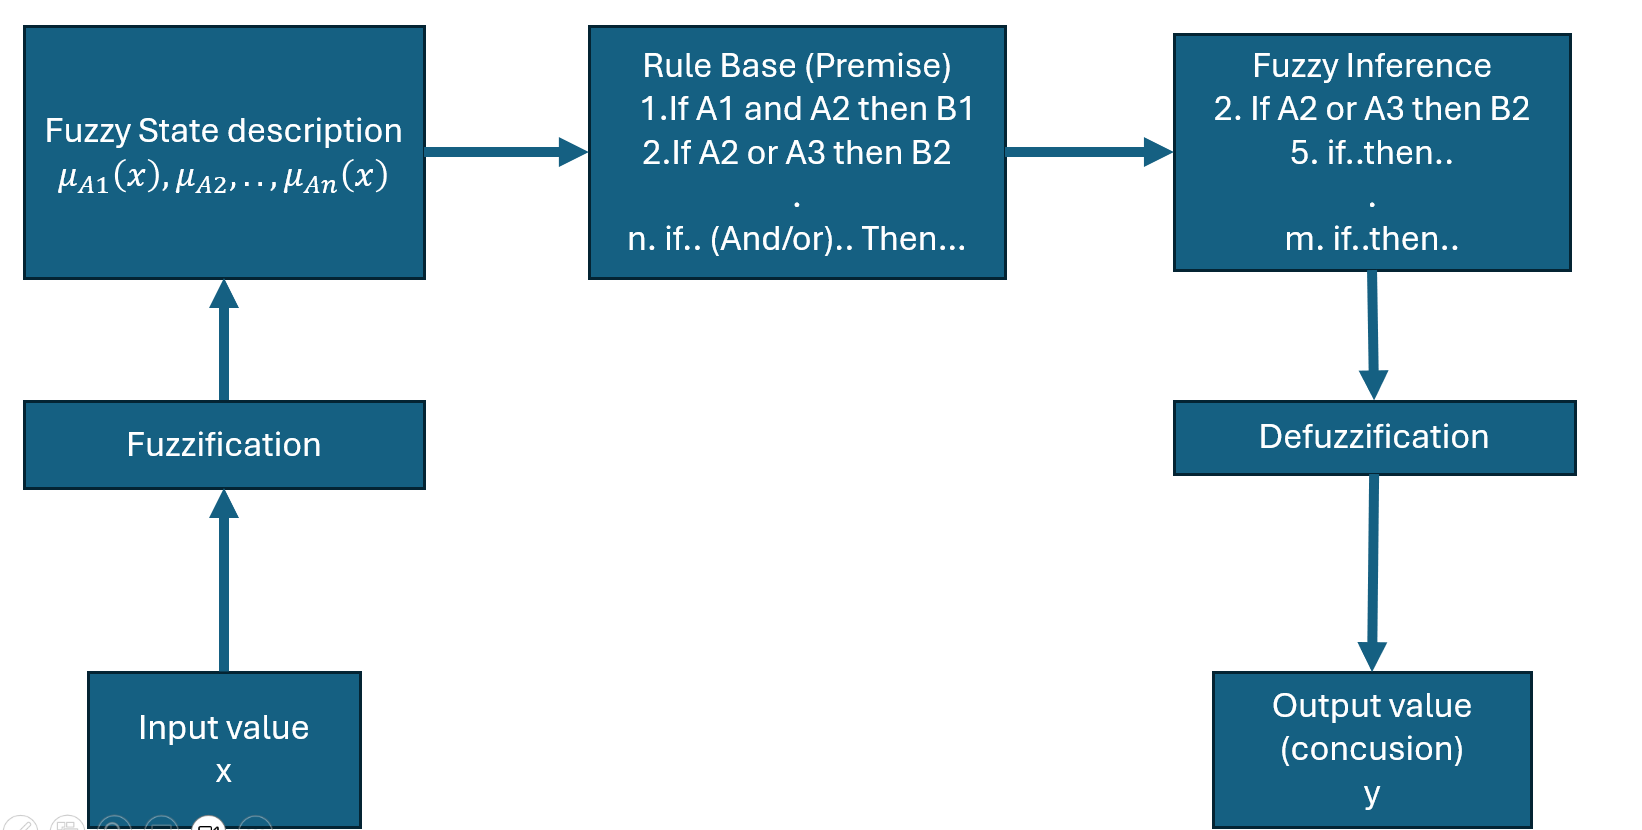 Fuzzy State description
μA1(x), μA2, . . , μAn(x)
Rule Base (Premise)
1.If A1 and A2 then B1
2.If A2 or A3 then B2
.
n. if.. (And/or).. Then...
Fuzzy Inference
2. If A2 or A3 then B2
5. if..then..
.
m. if..then..
Fuzzification
Defuzzification
Input value
x
Output value
(concusion)
y